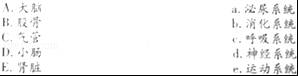 A. 大脑 a. 泌尿系统
B. 股骨 b. 消化系统
C. 气管 c. 呼吸系统
D. 小肠 d. 神经系统
E. 肾脏 e. 运动系统